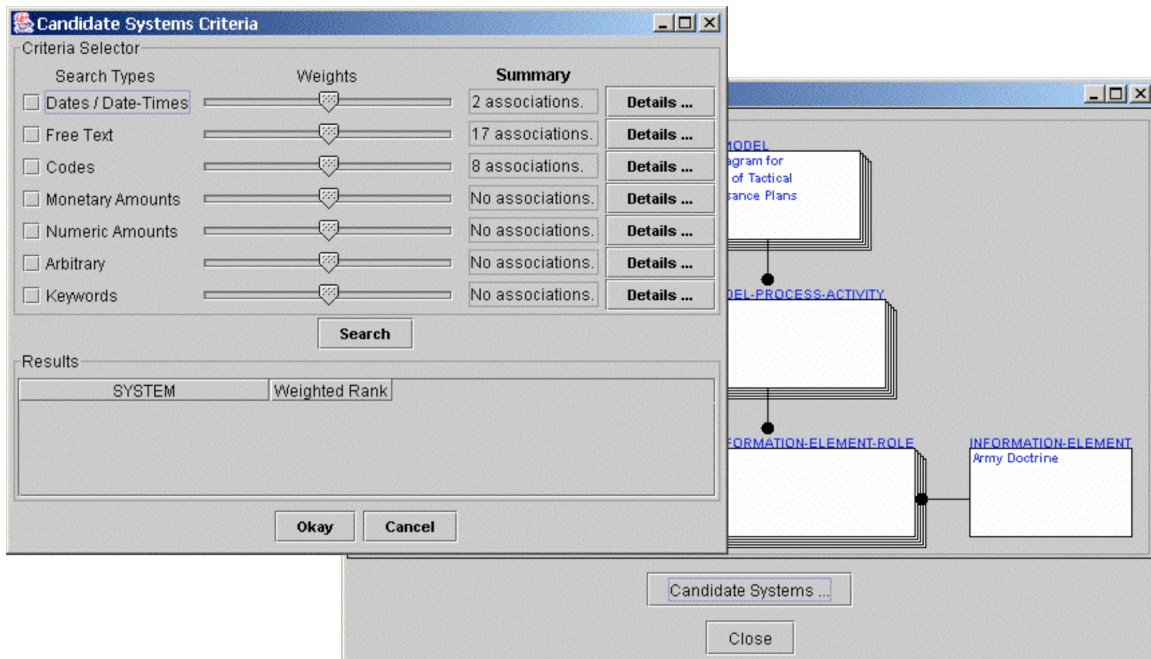 Candidate Systems Criteria
Criteria Selector
Search Types Weights Summary
Dates / Date-Times 2 associations. Details ...
Free Text 17 associations. Details ...
Codes 8 associations. Details ...
Monetary Amounts No associations. Details ...
Numeric Amounts No associations. Details ...
Arbitrary No associations. Details ...
Keywords No associations. Details ...
Search
Results
SYSTEM Weighted Rank
Okay Cancel
MODEL
agram for
of Tactical
sance Plans
DEL-PROCESS-ACTIVITY
FORMATION-ELEMENT-ROLE
INFORMATION-ELEMENT
Army Doctrine
Candidate Systems ...
Close